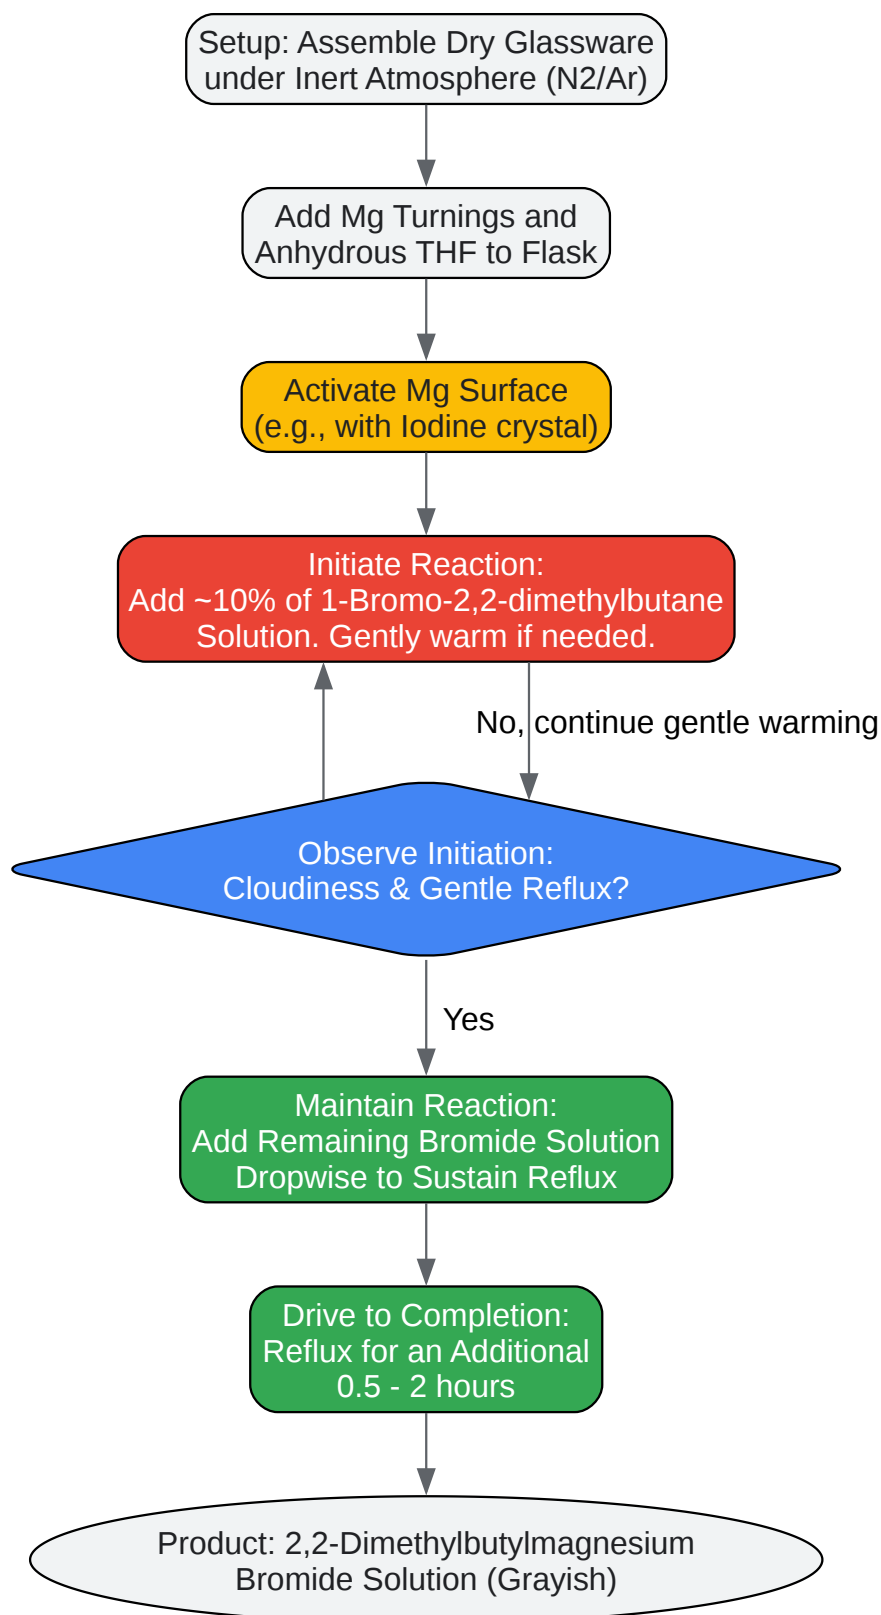 Setup: Assemble Dry Glassware
under Inert Atmosphere (N2/Ar)
Add Mg Turnings and
Anhydrous THF to Flask
Activate Mg Surface
(e.g., with Iodine crystal)
Initiate Reaction:
Add ~10% of 1-Bromo-2,2-dimethylbutane
Solution. Gently warm if needed.
No, continue gentle warming
Observe Initiation:
Cloudiness & Gentle Reflux?
Yes
Maintain Reaction:
Add Remaining Bromide Solution
Dropwise to Sustain Reflux
Drive to Completion:
Reflux for an Additional
0.5 - 2 hours
Product: 2,2-Dimethylbutylmagnesium
Bromide Solution (Grayish)